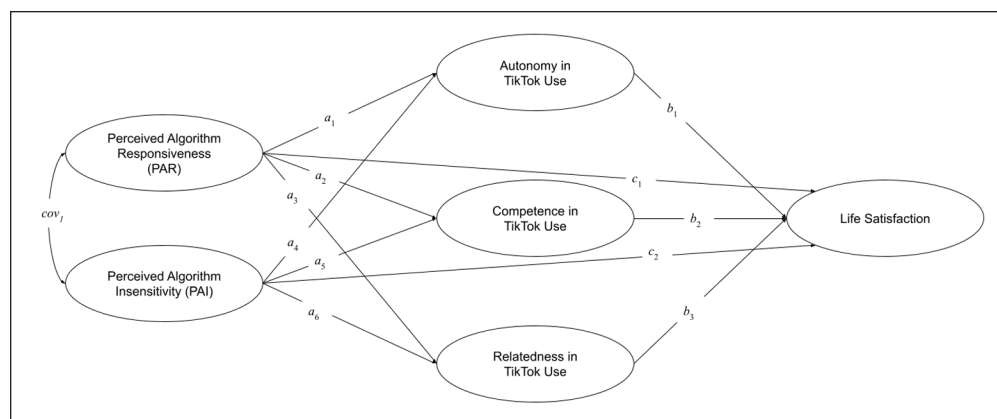 Autonomy in
TikTok Use
Perceived Algorithm
Responsiveness
(PAR)
a1
b1
a2
c1
a3
cov1
Competence in
TikTok Use
b2
Life Satisfaction
a4
a5
c2
Perceived Algorithm
Insensitivity (PAI)
a6
b3
Relatedness in
TikTok Use